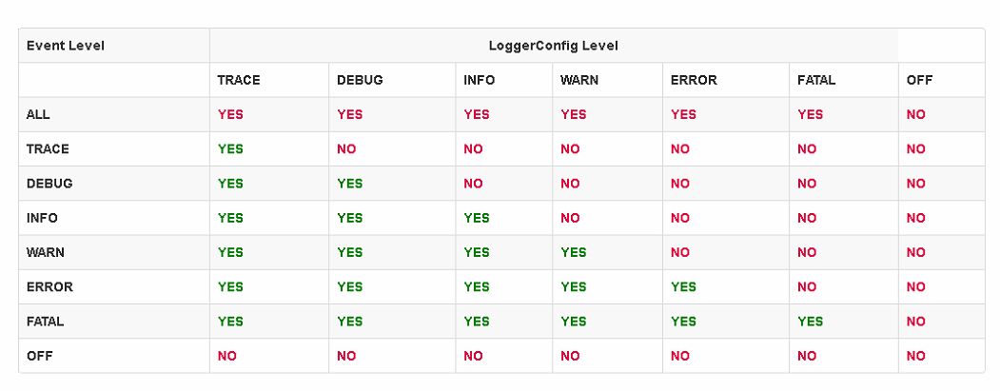 Event Level LoggerConfig Level
TRACE DEBUG INFO WARN ERROR FATAL OFF
ALL YES YES YES YES YES YES NO
TRACE YES NO NO NO NO NO NO
DEBUG YES YES NO NO NO NO NO
INFO YES YES YES NO NO NO NO
WARN YES YES YES YES NO NO NO
ERROR YES YES YES YES YES NO NO
FATAL YES YES YES YES YES YES NO
OFF NO NO NO NO NO NO NO